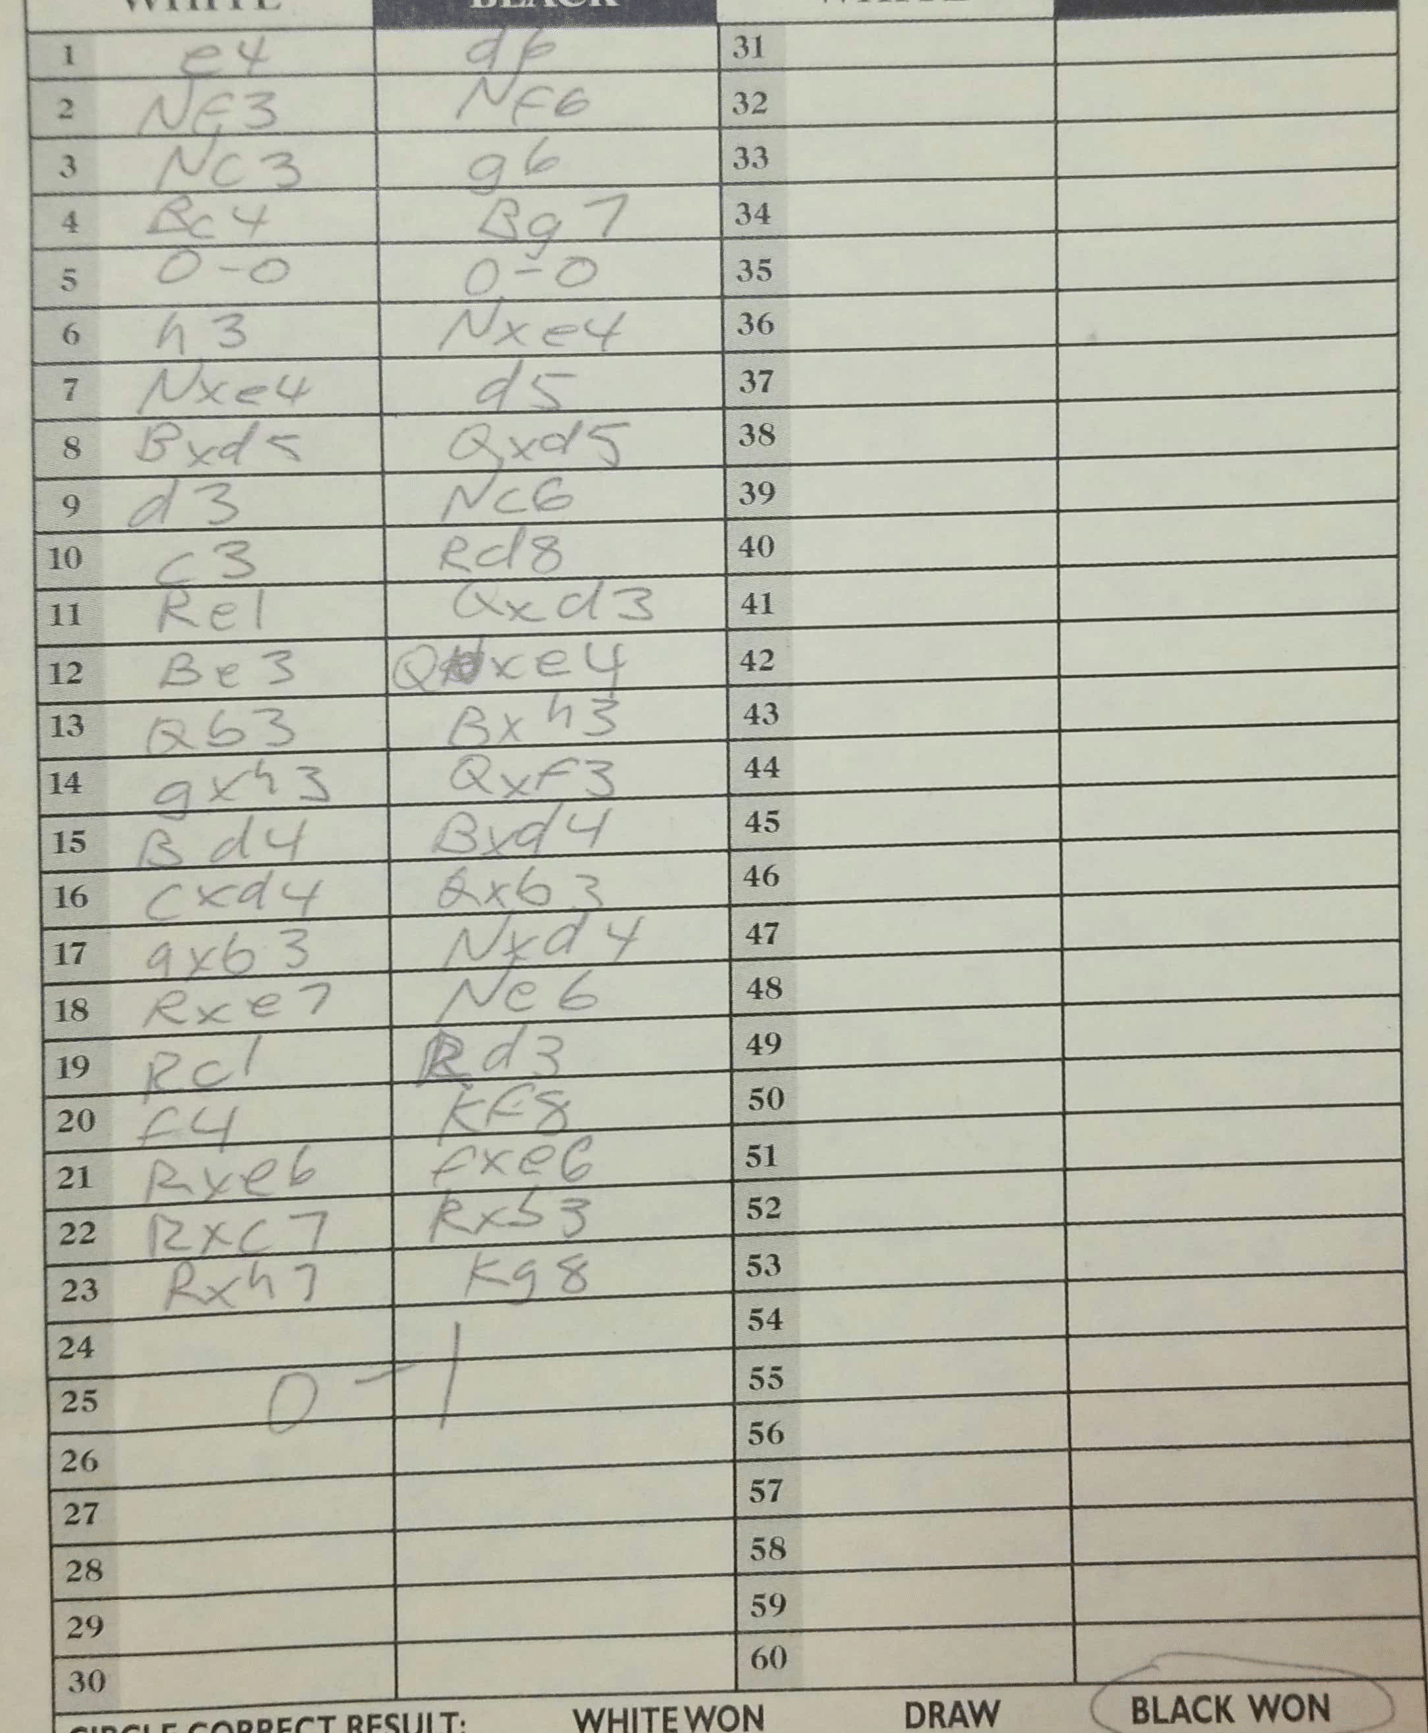 WHITE BLACK WHITE
1 e4 d6 31
2 NF3 NF6 32
3 Nc3 g6 33
4 Bc4 Bg7 34
5 0-0 0-0 35
6 h3 Nxe4 36
7 Nxe4 d5 37
8 Bxd5 Qxd5 38
9 d3 Nc6 39
10 c3 Rd8 40
11 Re1 Qxd3 41
12 Be3 Qxe4 42
13 Qb3 Bxh3 43
14 gxh3 QxF3 44
15 Bd4 Bxd4 45
16 cxd4 Qxb3 46
17 axb3 Nxd4 47
18 Rxe7 Ne6 48
19 Rc1 Rd3 49
20 f4 KF8 50
21 Rxe6 fxe6 51
22 Rxc7 Rxb3 52
23 Rxh7 Kg8 53
24 54
25 0-1 55
26 56
27 57
28 58
29 59
30 60
CIRCLE CORRECT RESULT: WHITE WON DRAW BLACK WON